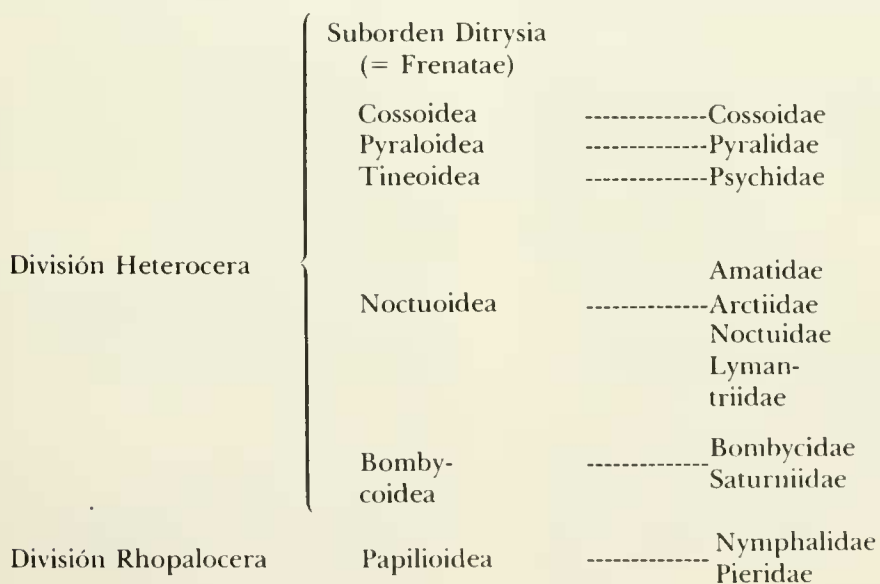 Suborden Ditrysia
(= Frenatae)
Cossoidea ------------- Cossoidae
Pyraloidea ------------- Pyralidae
Tineoidea ------------- Psychidae
División Heterocera
Amatidae
Noctuoidea ------------- Arctiidae
Noctuidae
Lyman-
triidae
Bomby-
coidea ------------- Bombycidae
Saturniidae
División Rhopalocera Papilioidea ------------- Nymphalidae
Pieridae